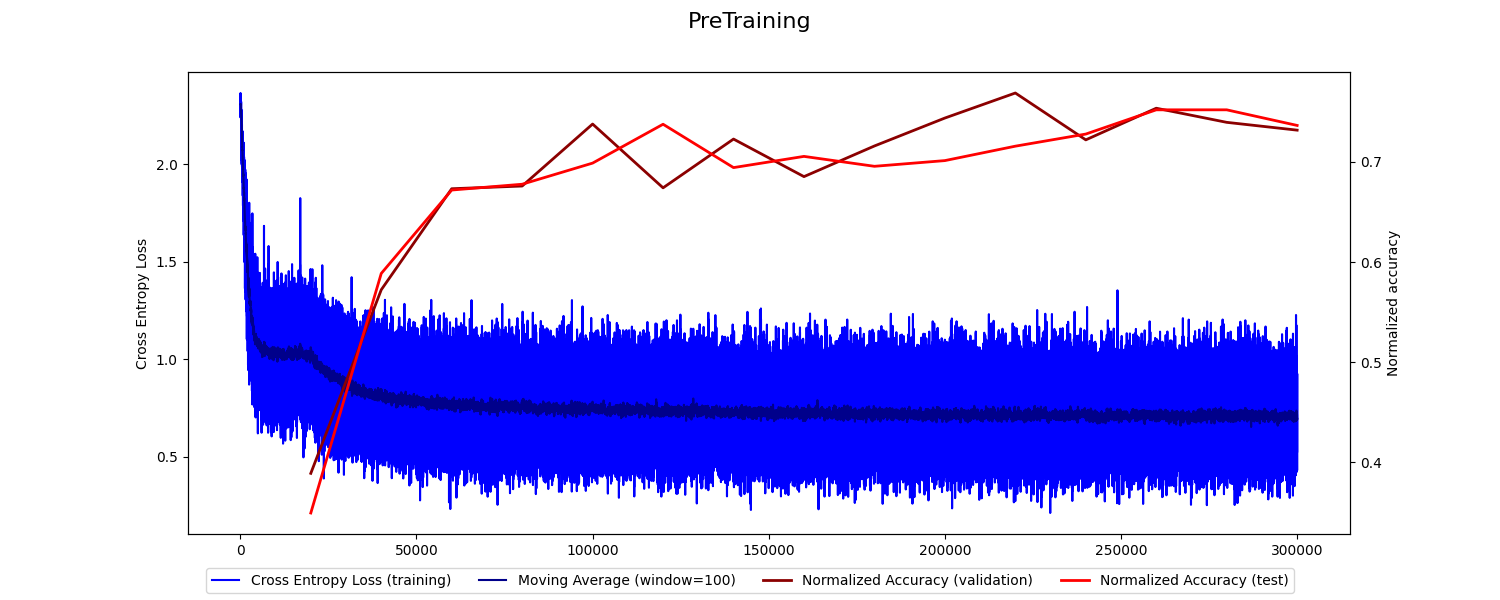 PreTraining
Cross Entropy Loss
2.0
1.5
1.0
0.5
0.7
0.6
0.5
0.4
Normalized accuracy
0 50000 100000 150000 200000 250000 300000
Cross Entropy Loss (training) Moving Average (window=100) Normalized Accuracy (validation) Normalized Accuracy (test)